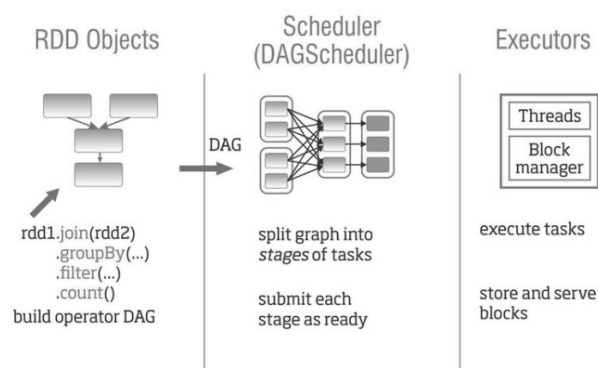 RDD Objects
rdd1.join(rdd2)
.groupBy(...)
.filter(...)
.count()
build operator DAG
DAG
Scheduler
(DAGScheduler)
split graph into
stages of tasks
submit each
stage as ready
Executors
Threads
Block
manager
execute tasks
store and serve
blocks